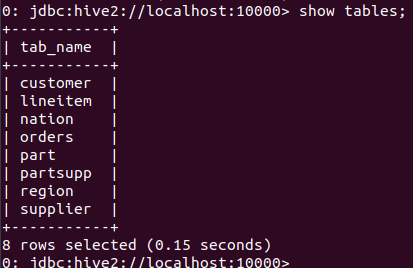 0: jdbc:hive2://localhost:10000> show tables;
+-----------+
| tab_name  |
+-----------+
| customer  |
| lineitem  |
| nation    |
| orders    |
| part      |
| partsupp  |
| region    |
| supplier  |
+-----------+
8 rows selected (0.15 seconds)
0: jdbc:hive2://localhost:10000>